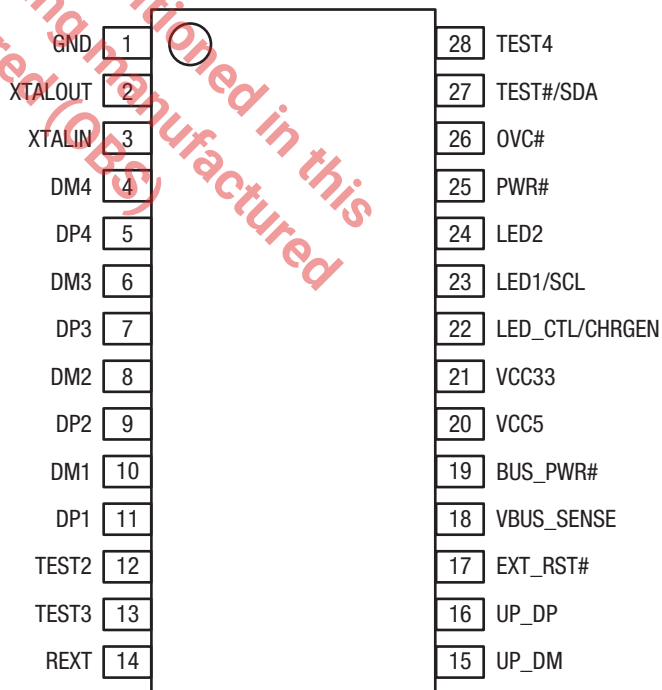 GND 1 28 TEST4
XTALOUT 2 27 TEST#/SDA
XTALIN 3 26 OVC#
DM4 4 25 PWR#
DP4 5 24 LED2
DM3 6 23 LED1/SCL
DP3 7 22 LED_CTL/CHRGEN
DM2 8 21 VCC33
DP2 9 20 VCC5
DM1 10 19 BUS_PWR#
DP1 11 18 VBUS_SENSE
TEST2 12 17 EXT_RST#
TEST3 13 16 UP_DP
REXT 14 15 UP_DM
in this
manufactured
(OBS)